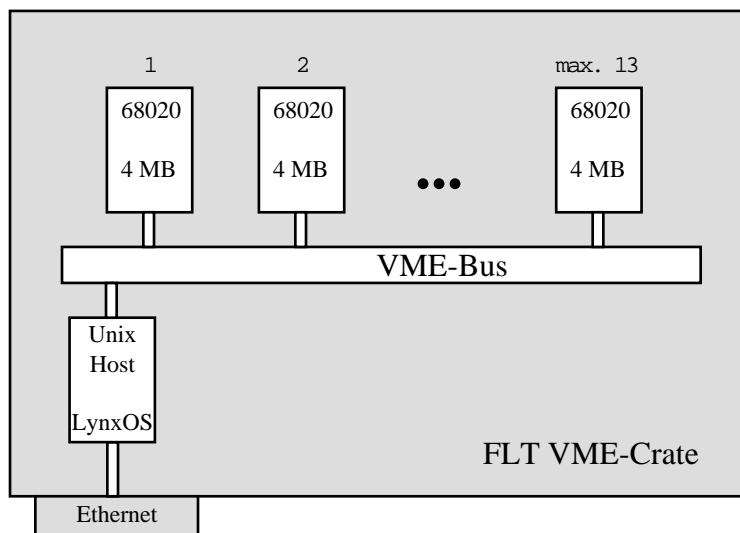 1 2 max. 13
68020 68020 68020
4 MB 4 MB 4 MB
VME-Bus
Unix
Host
LynxOS
FLT VME-Crate
Ethernet